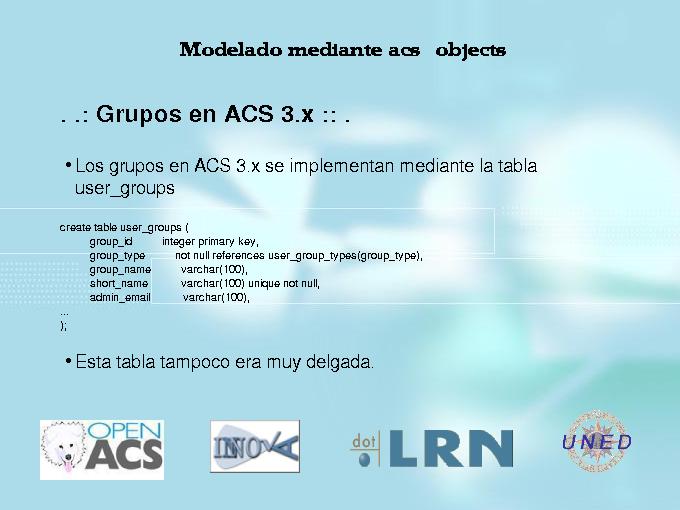 Modelado mediante acs objects
. .: Grupos en ACS 3.x :: .
• Los grupos en ACS 3.x se implementan mediante la tabla
user_groups
create table user_groups (
group_id integer primary key,
group_type not null references user_group_types(group_type),
group_name varchar(100),
short_name varchar(100) unique not null,
admin_email varchar(100),
...
);
• Esta tabla tampoco era muy delgada.
OPEN
ACS
INNOVA
dot LRN
UNED